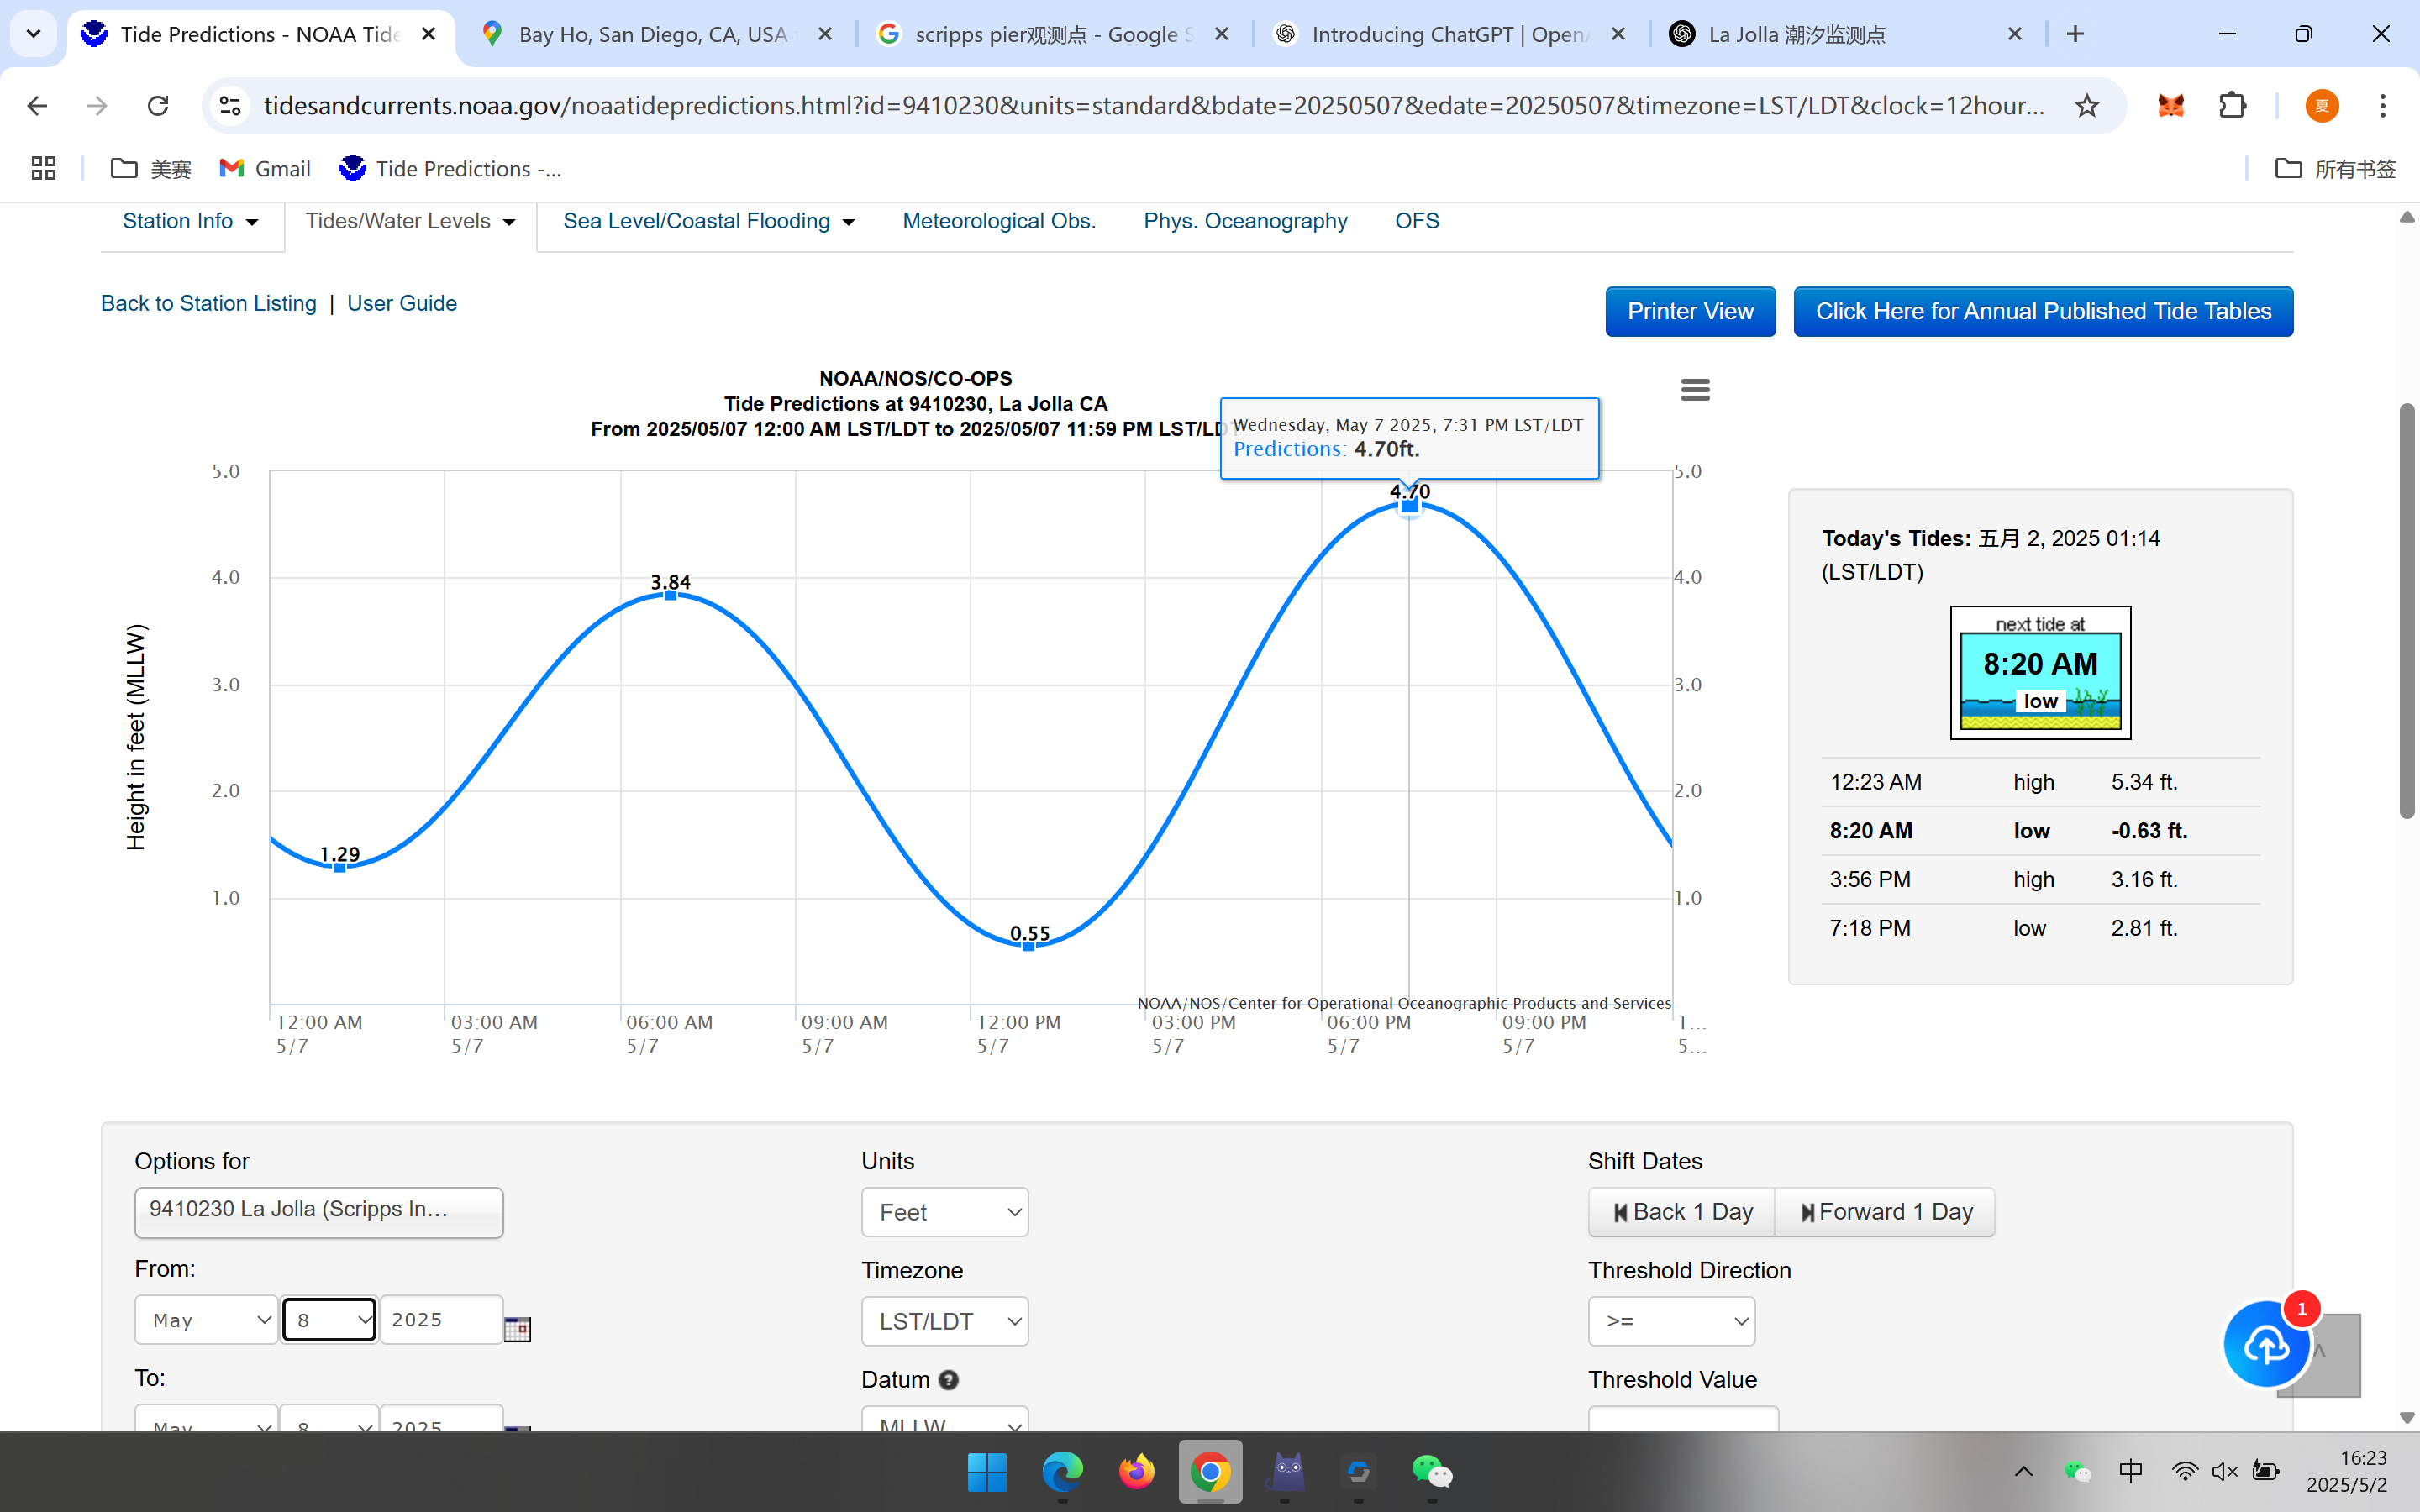 Tide Predictions - NOAA Tide
Bay Ho, San Diego, CA, USA
scripps pier观测点 - Google S
Introducing ChatGPT | OpenA
La Jolla 潮汐监测点
tidesandcurrents.noaa.gov/noaatidepredictions.html?id=9410230&units=standard&bdate=20250507&edate=20250507&timezone=LST/LDT&clock=12hour...
夏
美赛
Gmail
Tide Predictions -...
所有书签
Station Info
Tides/Water Levels
Sea Level/Coastal Flooding
Meteorological Obs.
Phys. Oceanography
OFS
Back to Station Listing | User Guide
Printer View
Click Here for Annual Published Tide Tables
NOAA/NOS/CO-OPS
Tide Predictions at 9410230, La Jolla CA
From 2025/05/07 12:00 AM LST/LDT to 2025/05/07 11:59 PM LST/LD
Wednesday, May 7 2025, 7:31 PM LST/LDT
Predictions: 4.70ft.
5.0
4.0
3.0
2.0
1.0
Height in feet (MLLW)
1.29
3.84
0.55
4.70
5.0
4.0
3.0
2.0
1.0
NOAA/NOS/Center for Operational Oceanographic Products and Services
12:00 AM
5/7
03:00 AM
5/7
06:00 AM
5/7
09:00 AM
5/7
12:00 PM
5/7
03:00 PM
5/7
06:00 PM
5/7
09:00 PM
5/7
1...
5...
Today's Tides: 五月 2, 2025 01:14
(LST/LDT)
next tide at
8:20 AM
low
12:23 AM high 5.34 ft.
8:20 AM low -0.63 ft.
3:56 PM high 3.16 ft.
7:18 PM low 2.81 ft.
Options for
9410230 La Jolla (Scripps In...
From:
May 8 2025
To:
May 8 2025
Units
Feet
Timezone
LST/LDT
Datum ?
MLLW
Shift Dates
Back 1 Day
Forward 1 Day
Threshold Direction
>=
Threshold Value
1
^
中
16:23
2025/5/2